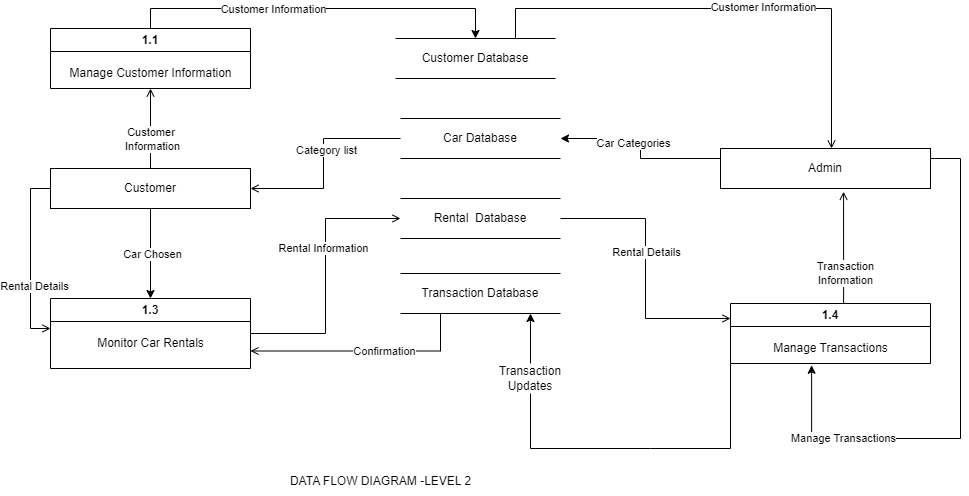 Customer Information
Customer Information
1.1
Manage Customer Information
Customer Database
Customer
Information
Car Database
Category list
Car Categories
Admin
Customer
Rental  Database
Car Chosen
Rental Information
Rental Details
Transaction
Information
Rental Details
Transaction Database
1.3
Monitor Car Rentals
1.4
Manage Transactions
Confirmation
Transaction
Updates
Manage Transactions
DATA FLOW DIAGRAM -LEVEL 2